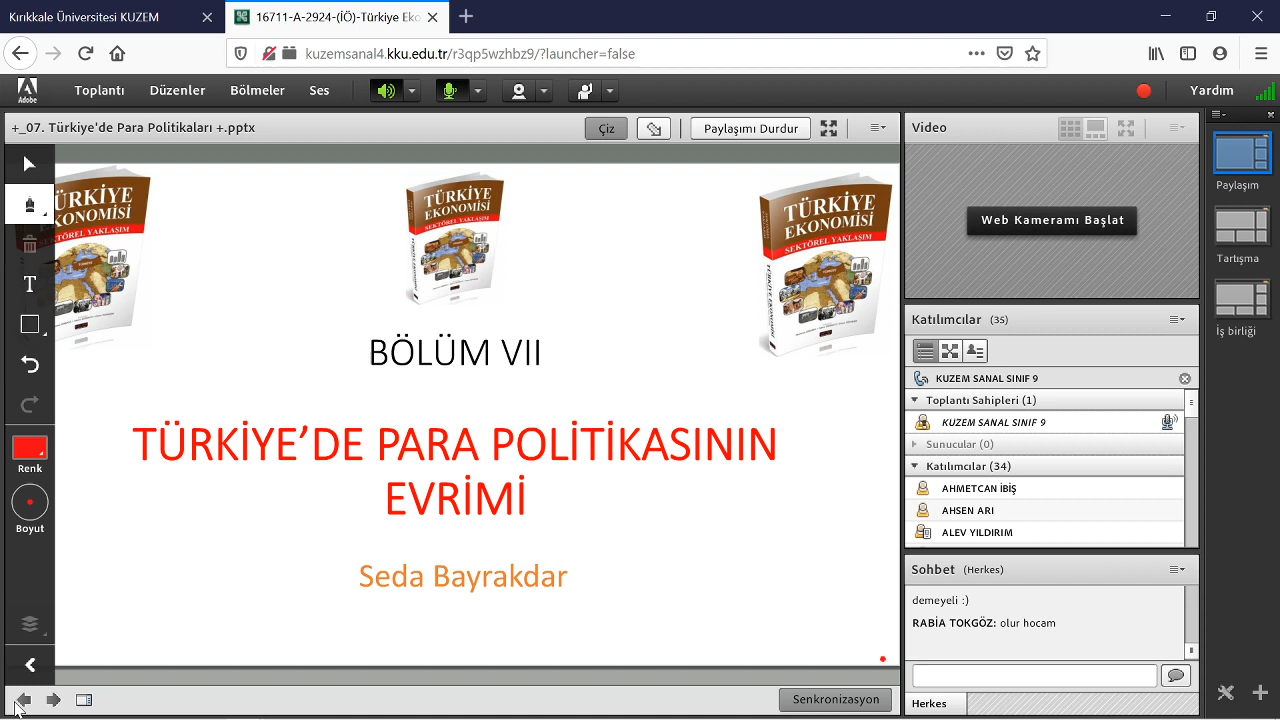 Kırıkkale Üniversitesi KUZEM
16711-A-2924-(İÖ)-Türkiye Eko
kuzemsanal4.kku.edu.tr/r3qp5wzhbz9/?launcher=false
Adobe
Toplantı Düzenler Bölmeler Ses
Yardım
+_07. Türkiye'de Para Politikaları +.pptx
Çiz
Paylaşımı Durdur
ÜRKİYE
EKONOMİSİ
TÜRKİYE
EKONOMİSİ
SEKTÖREL YAKLAŞIM
TÜRKİYE
EKONOMİSİ
SEKTÖREL YAKLAŞIM
BÖLÜM VII
TÜRKİYE’DE PARA POLİTİKASININ
EVRİMİ
Seda Bayrakdar
T
Renk
Boyut
Senkronizasyon
Video
Web Kameramı Başlat
Katılımcılar (35)
KUZEM SANAL SINIF 9
Toplantı Sahipleri (1)
KUZEM SANAL SINIF 9
Sunucular (0)
Katılımcılar (34)
AHMETCAN İBİŞ
AHSEN ARI
ALEV YILDIRIM
Sohbet (Herkes)
demeyeli :)
RABİA TOKGÖZ: olur hocam
Herkes
Paylaşım
Tartışma
İş birliği